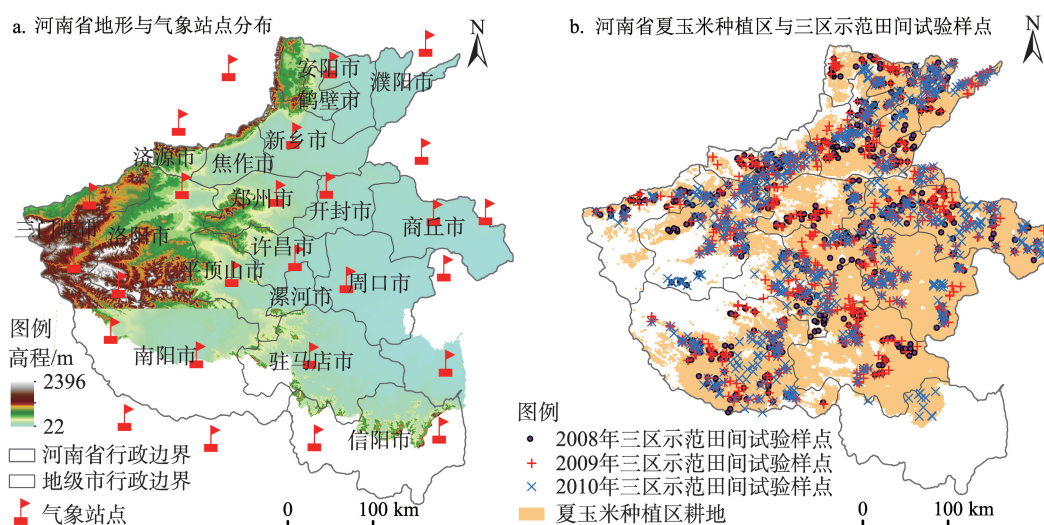 a. 河南省地形与气象站点分布
N
安阳市
濮阳市
鹤壁市
新乡市
济源市
焦作市
郑州市
开封市
三门峡市
洛阳市
商丘市
许昌市
平顶山市
周口市
漯河市
南阳市
驻马店市
信阳市
图例
高程/m
2396
22
河南省行政边界
地级市行政边界
气象站点
0 100 km
b. 河南省夏玉米种植区与三区示范田间试验样点
N
图例
2008年三区示范田间试验样点
2009年三区示范田间试验样点
2010年三区示范田间试验样点
夏玉米种植区耕地
0 100 km